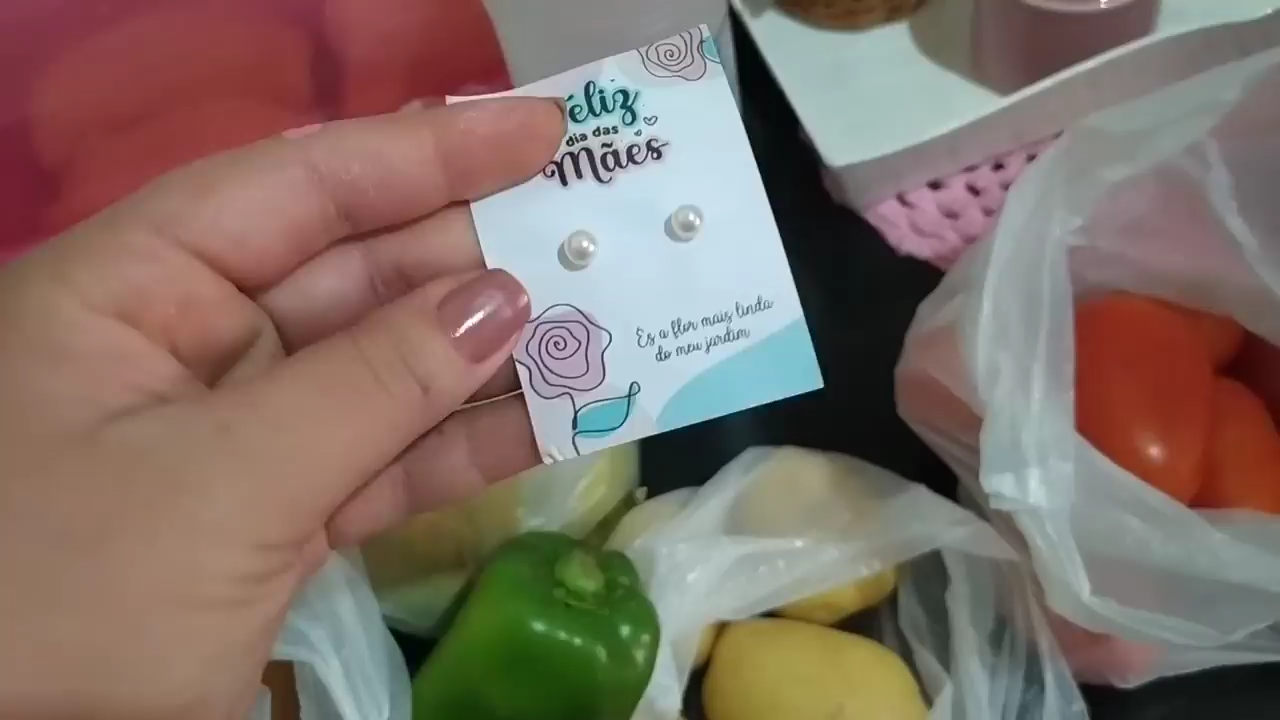 Feliz
dia das
Mães
És a flor mais linda
do meu jardim